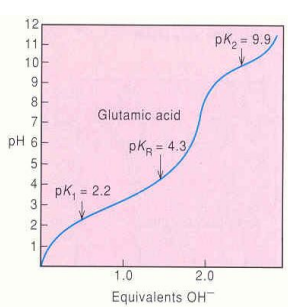 12
11
10
9
8
7
pH 6
5
4
3
2
1
pK₂ = 9.9
Glutamic acid
pKR = 4.3
pK₁ = 2.2
1.0 2.0
Equivalents OH⁻